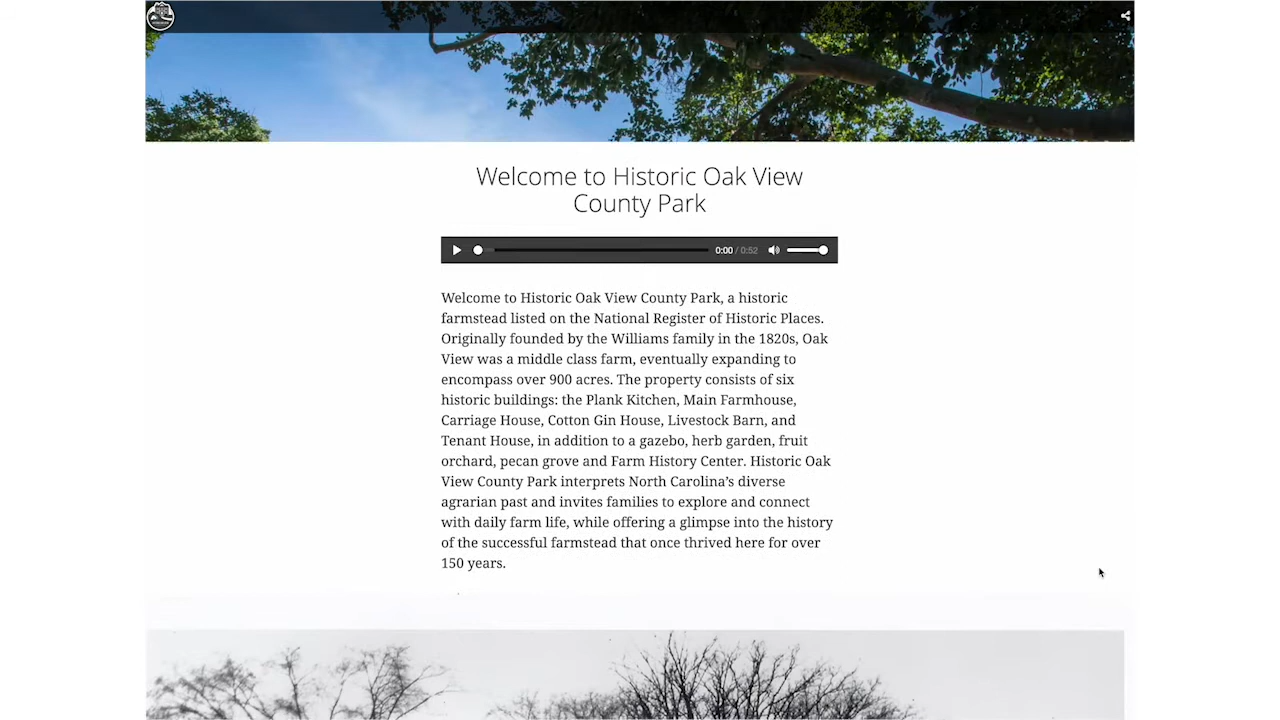 Welcome to Historic Oak View
County Park
0:00 / 0:52
Welcome to Historic Oak View County Park, a historic
farmstead listed on the National Register of Historic Places.
Originally founded by the Williams family in the 1820s, Oak
View was a middle class farm, eventually expanding to
encompass over 900 acres. The property consists of six
historic buildings: the Plank Kitchen, Main Farmhouse,
Carriage House, Cotton Gin House, Livestock Barn, and
Tenant House, in addition to a gazebo, herb garden, fruit
orchard, pecan grove and Farm History Center. Historic Oak
View County Park interprets North Carolina’s diverse
agrarian past and invites families to explore and connect
with daily farm life, while offering a glimpse into the history
of the successful farmstead that once thrived here for over
150 years.